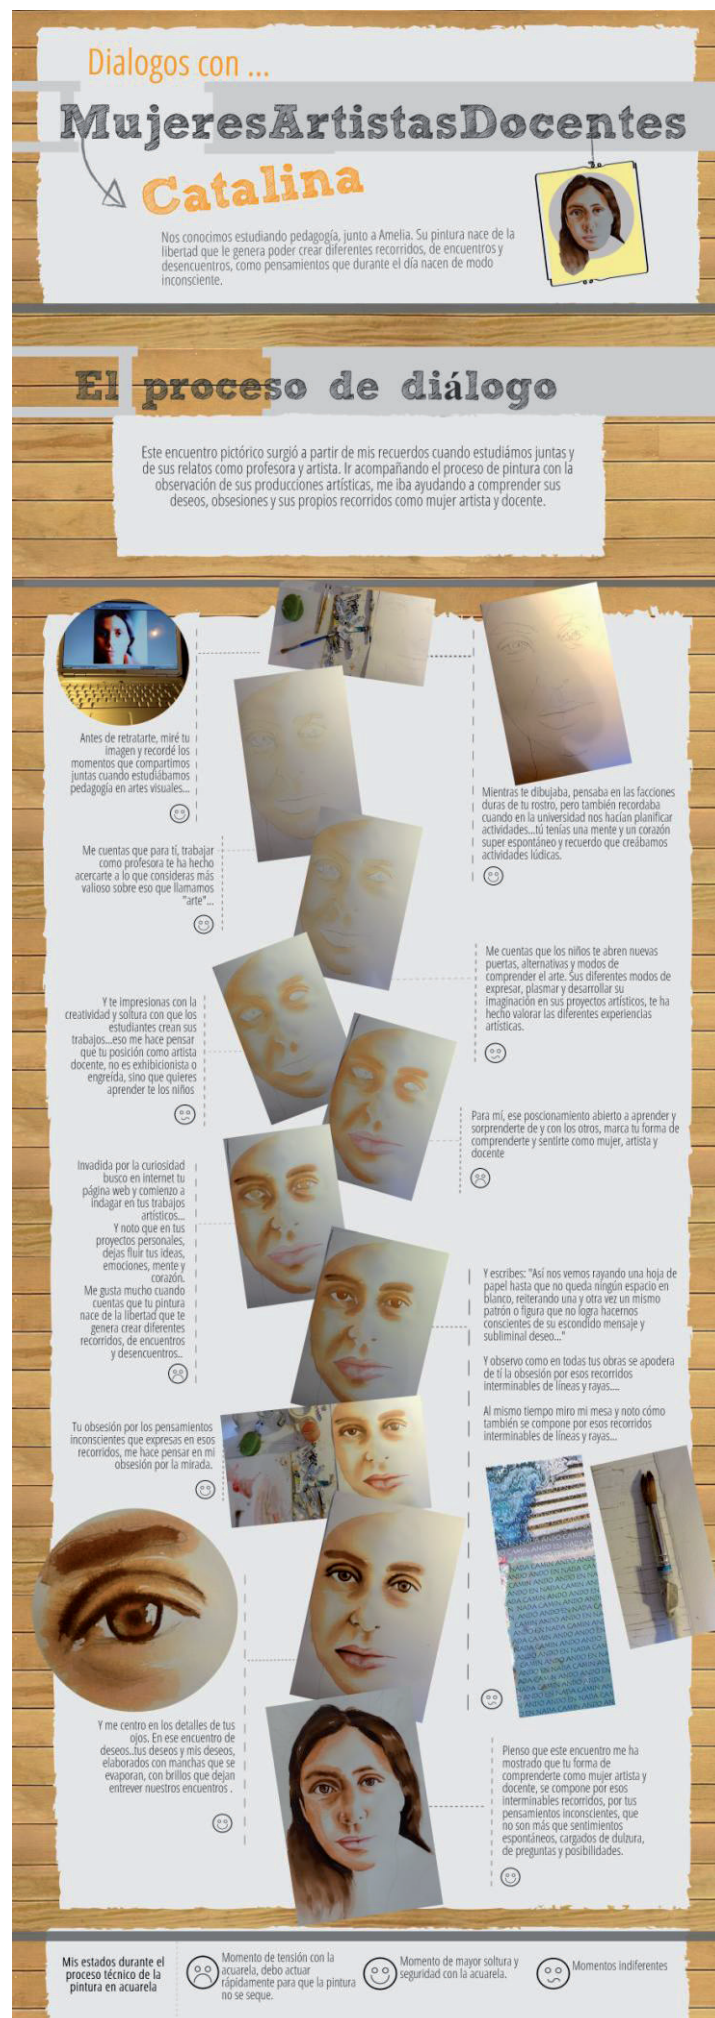 Dialogos con ...
MujeresArtistasDocentes
Catalina
Nos conocimos estudiando pedagogía, junto a Amelia. Su pintura nace de la
libertad que le genera poder crear diferentes recorridos, de encuentros y
desencuentros, como pensamientos que durante el día nacen de modo
inconsciente.
El proceso de diálogo
Este encuentro pictórico surgió a partir de mis recuerdos cuando estudiámos juntas y
de sus relatos como profesora y artista. Ir acompañando el proceso de pintura con la
observación de sus producciones artísticas, me iba ayudando a comprender sus
deseos, obsesiones y sus propios recorridos como mujer artista y docente.
Antes de retratarte, miré tu
imagen y recordé los
momentos que compartimos
juntas cuando estudiábamos
pedagogía en artes visuales...
Mientras te dibujaba, pensaba en las facciones
duras de tu rostro, pero también recordaba
cuando en la universidad nos hacían planificar
actividades...tú tenías una mente y un corazón
super espontáneo y recuerdo que creábamos
actividades lúdicas.
Me cuentas que para tí, trabajar
como profesora te ha hecho
acercarte a lo que consideras más
valioso sobre eso que llamamos
"arte"...
Me cuentas que los niños te abren nuevas
puertas, alternativas y modos de
comprender el arte. Sus diferentes modos de
expresar, plasmar y desarrollar su
imaginación en sus proyectos artísticos, te ha
hecho valorar las diferentes experiencias
artísticas.
Y te impresionas con la
creatividad y soltura con que los
estudiantes crean sus
trabajos...eso me hace pensar
que tu posición como artista
docente, no es exhibicionista o
engreída, sino que quieres
aprender te los niños
Para mí, ese poscionamiento abierto a aprender y
sorprenderte de y con los otros, marca tu forma de
comprenderte y sentirte como mujer, artista y
docente
Invadida por la curiosidad
busco en internet tu
página web y comienzo a
indagar en tus trabajos
artísticos...
Y noto que en tus
proyectos personales,
dejas fluir tus ideas,
emociones, mente y
corazón.
Me gusta mucho cuando
cuentas que tu pintura
nace de la libertad que te
genera crear diferentes
recorridos, de encuentros
y desencuentros..
Y escribes: "Así nos vemos rayando una hoja de
papel hasta que no queda ningún espacio en
blanco, reiterando una y otra vez un mismo
patrón o figura que no logra hacernos
conscientes de su escondido mensaje y
subliminal deseo..."
Y observo como en todas tus obras se apodera
de tí la obsesión por esos recorridos
interminables de líneas y rayas....
Al mismo tiempo miro mi mesa y noto cómo
también se compone por esos recorridos
interminables de líneas y rayas...
Tu obsesión por los pensamientos
inconscientes que expresas en esos
recorridos, me hace pensar en mi
obsesión por la mirada.
Y me centro en los detalles de tus
ojos. En ese encuentro de
deseos..tus deseos y mis deseos,
elaborados con manchas que se
evaporan, con brillos que dejan
entrever nuestros encuentros .
Pienso que este encuentro me ha
mostrado que tu forma de
comprenderte como mujer artista y
docente, se compone por esos
interminables recorridos, por tus
pensamientos inconscientes, que
no son más que sentimientos
espontáneos, cargados de dulzura,
de preguntas y posibilidades.
Mis estados durante el
proceso técnico de la
pintura en acuarela
Momento de tensión con la
acuarela, debo actuar
rápidamente para que la pintura
no se seque.
Momento de mayor soltura y
seguridad con la acuarela.
Momentos indiferentes